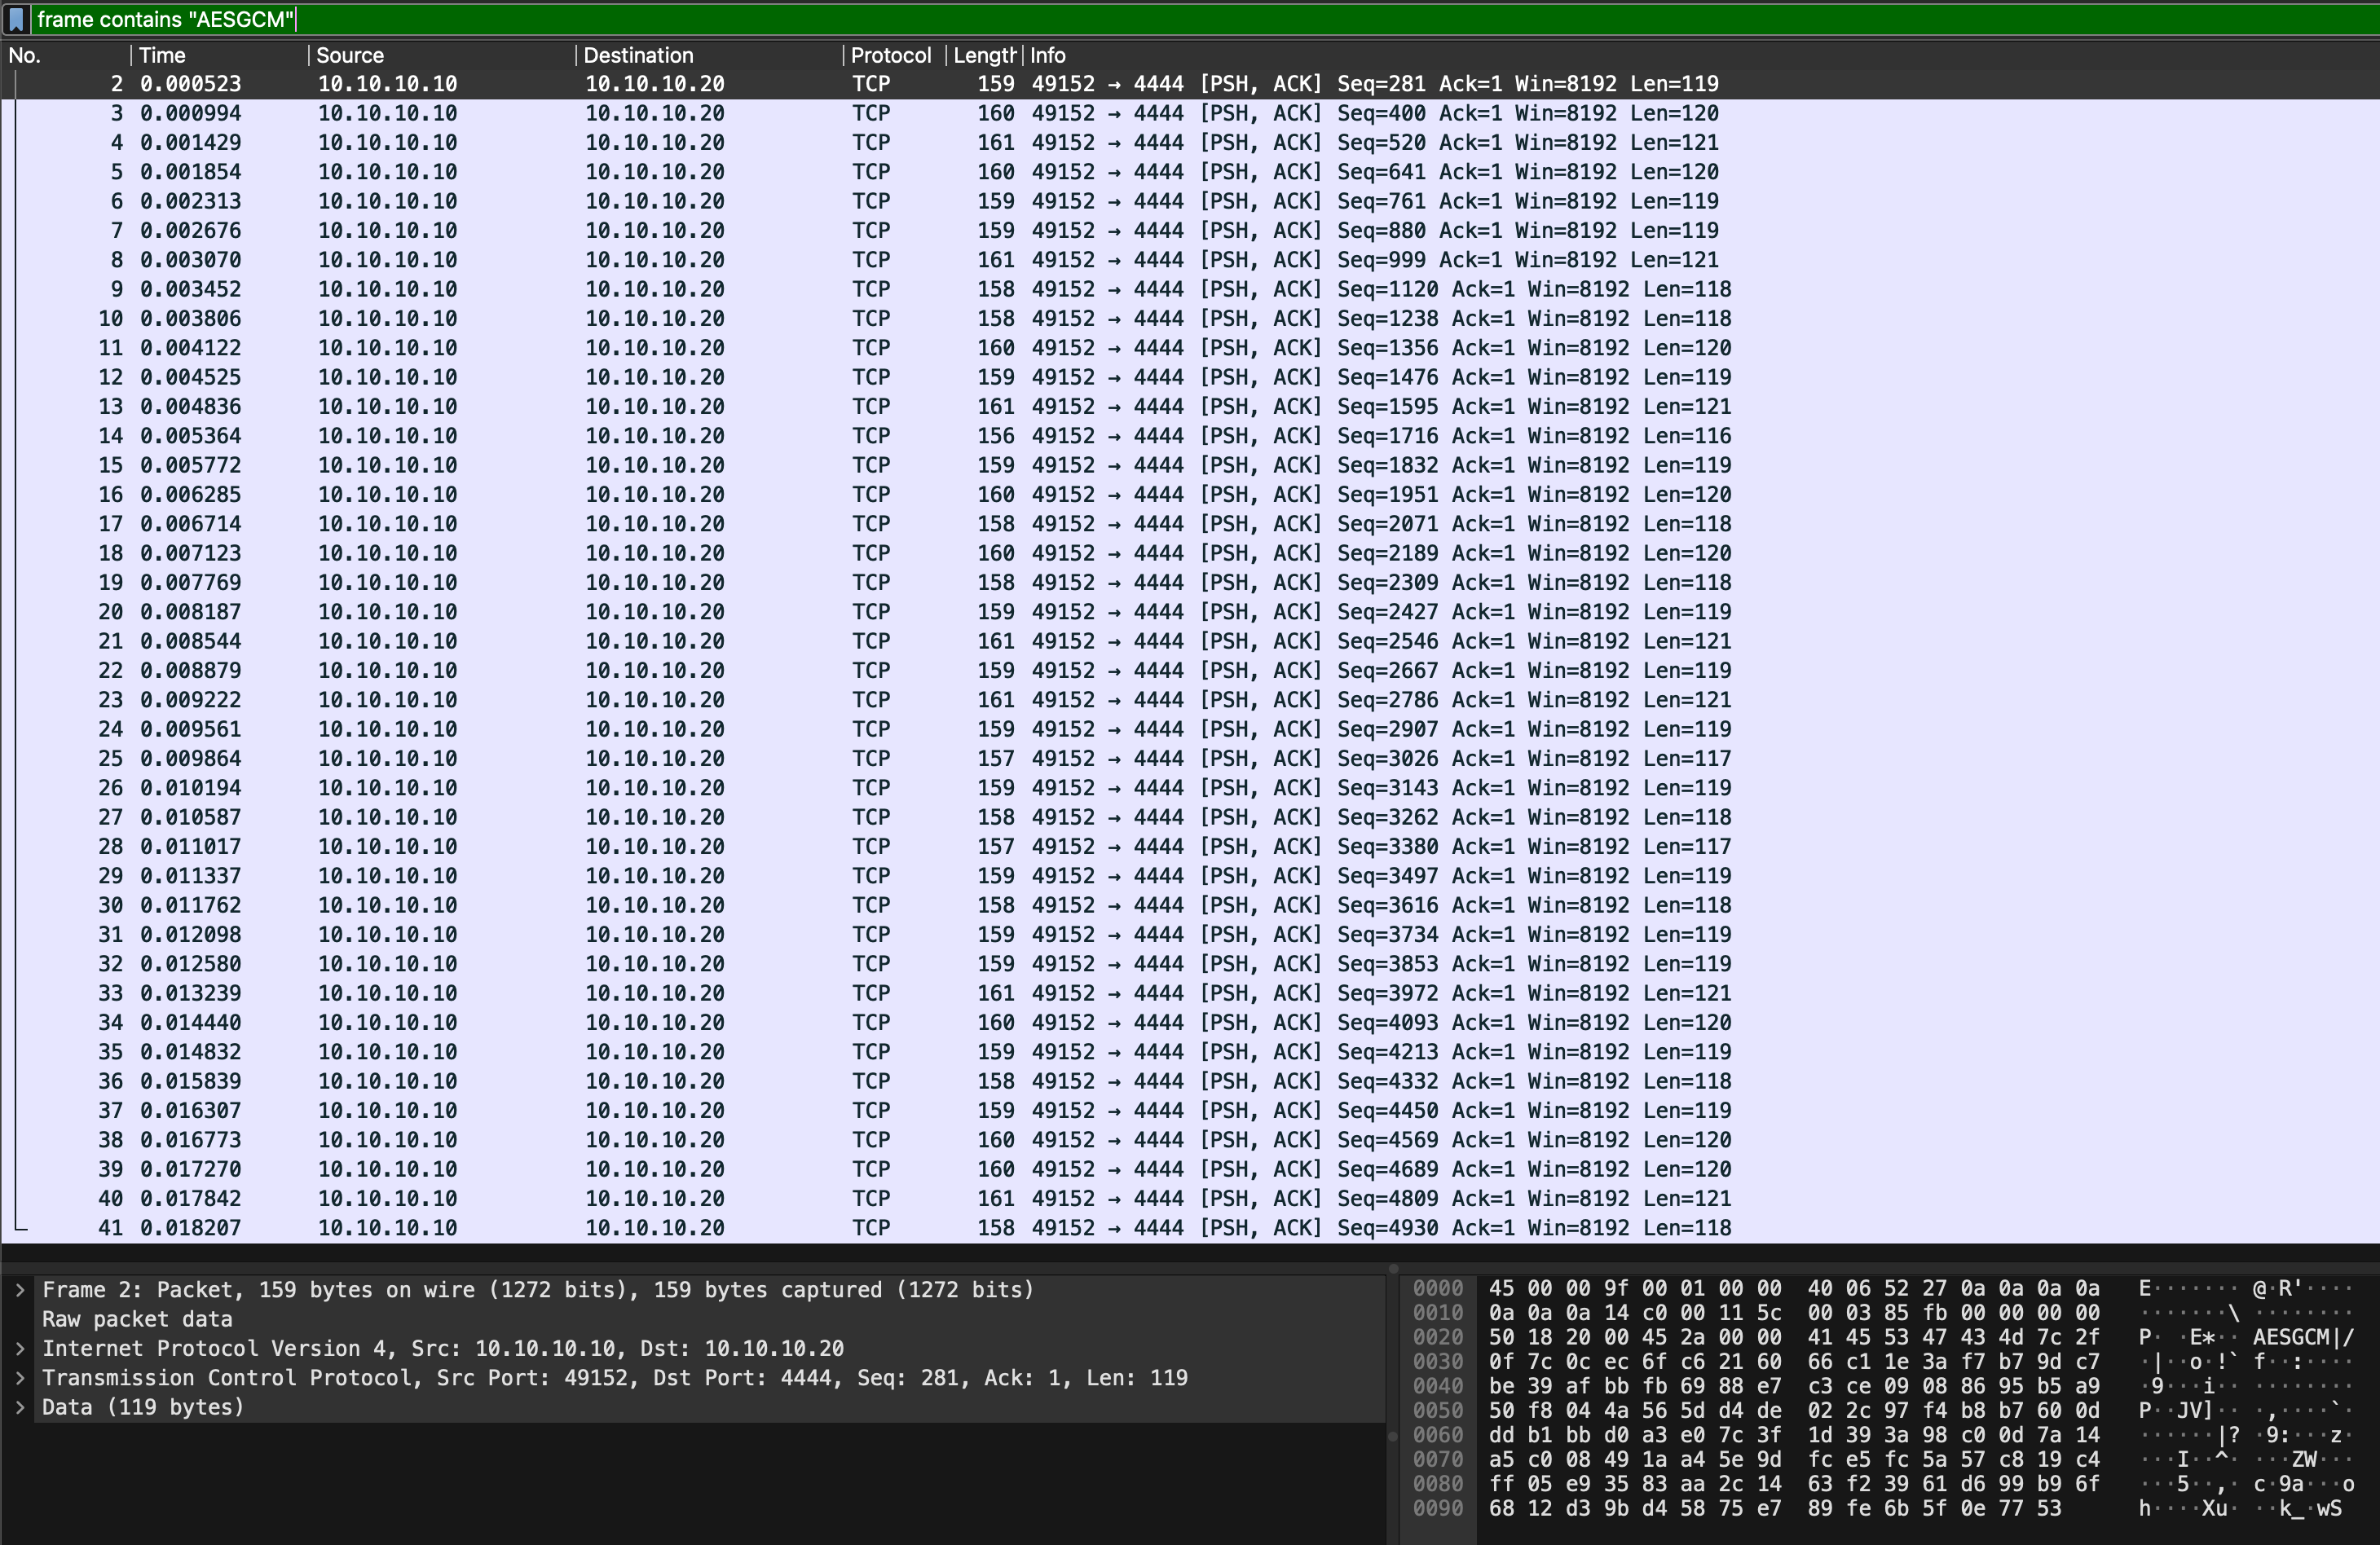 frame contains "AESGCM"
No. Time Source Destination Protocol Length Info
2 0.000523 10.10.10.10 10.10.10.20 TCP 159 49152 → 4444 [PSH, ACK] Seq=281 Ack=1 Win=8192 Len=119
3 0.000994 10.10.10.10 10.10.10.20 TCP 160 49152 → 4444 [PSH, ACK] Seq=400 Ack=1 Win=8192 Len=120
4 0.001429 10.10.10.10 10.10.10.20 TCP 161 49152 → 4444 [PSH, ACK] Seq=520 Ack=1 Win=8192 Len=121
5 0.001854 10.10.10.10 10.10.10.20 TCP 160 49152 → 4444 [PSH, ACK] Seq=641 Ack=1 Win=8192 Len=120
6 0.002313 10.10.10.10 10.10.10.20 TCP 159 49152 → 4444 [PSH, ACK] Seq=761 Ack=1 Win=8192 Len=119
7 0.002676 10.10.10.10 10.10.10.20 TCP 159 49152 → 4444 [PSH, ACK] Seq=880 Ack=1 Win=8192 Len=119
8 0.003070 10.10.10.10 10.10.10.20 TCP 161 49152 → 4444 [PSH, ACK] Seq=999 Ack=1 Win=8192 Len=121
9 0.003452 10.10.10.10 10.10.10.20 TCP 158 49152 → 4444 [PSH, ACK] Seq=1120 Ack=1 Win=8192 Len=118
10 0.003806 10.10.10.10 10.10.10.20 TCP 158 49152 → 4444 [PSH, ACK] Seq=1238 Ack=1 Win=8192 Len=118
11 0.004122 10.10.10.10 10.10.10.20 TCP 160 49152 → 4444 [PSH, ACK] Seq=1356 Ack=1 Win=8192 Len=120
12 0.004525 10.10.10.10 10.10.10.20 TCP 159 49152 → 4444 [PSH, ACK] Seq=1476 Ack=1 Win=8192 Len=119
13 0.004836 10.10.10.10 10.10.10.20 TCP 161 49152 → 4444 [PSH, ACK] Seq=1595 Ack=1 Win=8192 Len=121
14 0.005364 10.10.10.10 10.10.10.20 TCP 156 49152 → 4444 [PSH, ACK] Seq=1716 Ack=1 Win=8192 Len=116
15 0.005772 10.10.10.10 10.10.10.20 TCP 159 49152 → 4444 [PSH, ACK] Seq=1832 Ack=1 Win=8192 Len=119
16 0.006285 10.10.10.10 10.10.10.20 TCP 160 49152 → 4444 [PSH, ACK] Seq=1951 Ack=1 Win=8192 Len=120
17 0.006714 10.10.10.10 10.10.10.20 TCP 158 49152 → 4444 [PSH, ACK] Seq=2071 Ack=1 Win=8192 Len=118
18 0.007123 10.10.10.10 10.10.10.20 TCP 160 49152 → 4444 [PSH, ACK] Seq=2189 Ack=1 Win=8192 Len=120
19 0.007769 10.10.10.10 10.10.10.20 TCP 158 49152 → 4444 [PSH, ACK] Seq=2309 Ack=1 Win=8192 Len=118
20 0.008187 10.10.10.10 10.10.10.20 TCP 159 49152 → 4444 [PSH, ACK] Seq=2427 Ack=1 Win=8192 Len=119
21 0.008544 10.10.10.10 10.10.10.20 TCP 161 49152 → 4444 [PSH, ACK] Seq=2546 Ack=1 Win=8192 Len=121
22 0.008879 10.10.10.10 10.10.10.20 TCP 159 49152 → 4444 [PSH, ACK] Seq=2667 Ack=1 Win=8192 Len=119
23 0.009222 10.10.10.10 10.10.10.20 TCP 161 49152 → 4444 [PSH, ACK] Seq=2786 Ack=1 Win=8192 Len=121
24 0.009561 10.10.10.10 10.10.10.20 TCP 159 49152 → 4444 [PSH, ACK] Seq=2907 Ack=1 Win=8192 Len=119
25 0.009864 10.10.10.10 10.10.10.20 TCP 157 49152 → 4444 [PSH, ACK] Seq=3026 Ack=1 Win=8192 Len=117
26 0.010194 10.10.10.10 10.10.10.20 TCP 159 49152 → 4444 [PSH, ACK] Seq=3143 Ack=1 Win=8192 Len=119
27 0.010587 10.10.10.10 10.10.10.20 TCP 158 49152 → 4444 [PSH, ACK] Seq=3262 Ack=1 Win=8192 Len=118
28 0.011017 10.10.10.10 10.10.10.20 TCP 157 49152 → 4444 [PSH, ACK] Seq=3380 Ack=1 Win=8192 Len=117
29 0.011337 10.10.10.10 10.10.10.20 TCP 159 49152 → 4444 [PSH, ACK] Seq=3497 Ack=1 Win=8192 Len=119
30 0.011762 10.10.10.10 10.10.10.20 TCP 158 49152 → 4444 [PSH, ACK] Seq=3616 Ack=1 Win=8192 Len=118
31 0.012098 10.10.10.10 10.10.10.20 TCP 159 49152 → 4444 [PSH, ACK] Seq=3734 Ack=1 Win=8192 Len=119
32 0.012580 10.10.10.10 10.10.10.20 TCP 159 49152 → 4444 [PSH, ACK] Seq=3853 Ack=1 Win=8192 Len=119
33 0.013239 10.10.10.10 10.10.10.20 TCP 161 49152 → 4444 [PSH, ACK] Seq=3972 Ack=1 Win=8192 Len=121
34 0.014440 10.10.10.10 10.10.10.20 TCP 160 49152 → 4444 [PSH, ACK] Seq=4093 Ack=1 Win=8192 Len=120
35 0.014832 10.10.10.10 10.10.10.20 TCP 159 49152 → 4444 [PSH, ACK] Seq=4213 Ack=1 Win=8192 Len=119
36 0.015839 10.10.10.10 10.10.10.20 TCP 158 49152 → 4444 [PSH, ACK] Seq=4332 Ack=1 Win=8192 Len=118
37 0.016307 10.10.10.10 10.10.10.20 TCP 159 49152 → 4444 [PSH, ACK] Seq=4450 Ack=1 Win=8192 Len=119
38 0.016773 10.10.10.10 10.10.10.20 TCP 160 49152 → 4444 [PSH, ACK] Seq=4569 Ack=1 Win=8192 Len=120
39 0.017270 10.10.10.10 10.10.10.20 TCP 160 49152 → 4444 [PSH, ACK] Seq=4689 Ack=1 Win=8192 Len=120
40 0.017842 10.10.10.10 10.10.10.20 TCP 161 49152 → 4444 [PSH, ACK] Seq=4809 Ack=1 Win=8192 Len=121
41 0.018207 10.10.10.10 10.10.10.20 TCP 158 49152 → 4444 [PSH, ACK] Seq=4930 Ack=1 Win=8192 Len=118
Frame 2: Packet, 159 bytes on wire (1272 bits), 159 bytes captured (1272 bits)
Raw packet data
Internet Protocol Version 4, Src: 10.10.10.10, Dst: 10.10.10.20
Transmission Control Protocol, Src Port: 49152, Dst Port: 4444, Seq: 281, Ack: 1, Len: 119
Data (119 bytes)
0000 45 00 00 9f 00 01 00 00 40 06 52 27 0a 0a 0a 0a E······· @·R'····
0010 0a 0a 0a 14 c0 00 11 5c 00 03 85 fb 00 00 00 00 ·······\ ········
0020 50 18 20 00 45 2a 00 00 41 45 53 47 43 4d 7c 2f P· ·E*·· AESGCM|/
0030 0f 7c 0c ec 6f c6 21 60 66 c1 1e 3a f7 b7 9d c7 ·|··o·!` f··:····
0040 be 39 af bb fb 69 88 e7 c3 ce 09 08 86 95 b5 a9 ·9···i·· ········
0050 50 f8 04 4a 56 5d d4 de 02 2c 97 f4 b8 b7 60 0d P··JV]·· ·,····`·
0060 dd b1 bb d0 a3 e0 7c 3f 1d 39 3a 98 c0 0d 7a 14 ······|? ·9:···z·
0070 a5 c0 08 49 1a a4 5e 9d fc e5 fc 5a 57 c8 19 c4 ···I··^· ···ZW···
0080 ff 05 e9 35 83 aa 2c 14 63 f2 39 61 d6 99 b9 6f ···5··,· c·9a···o
0090 68 12 d3 9b d4 58 75 e7 89 fe 6b 5f 0e 77 53 h····Xu· ··k_·wS